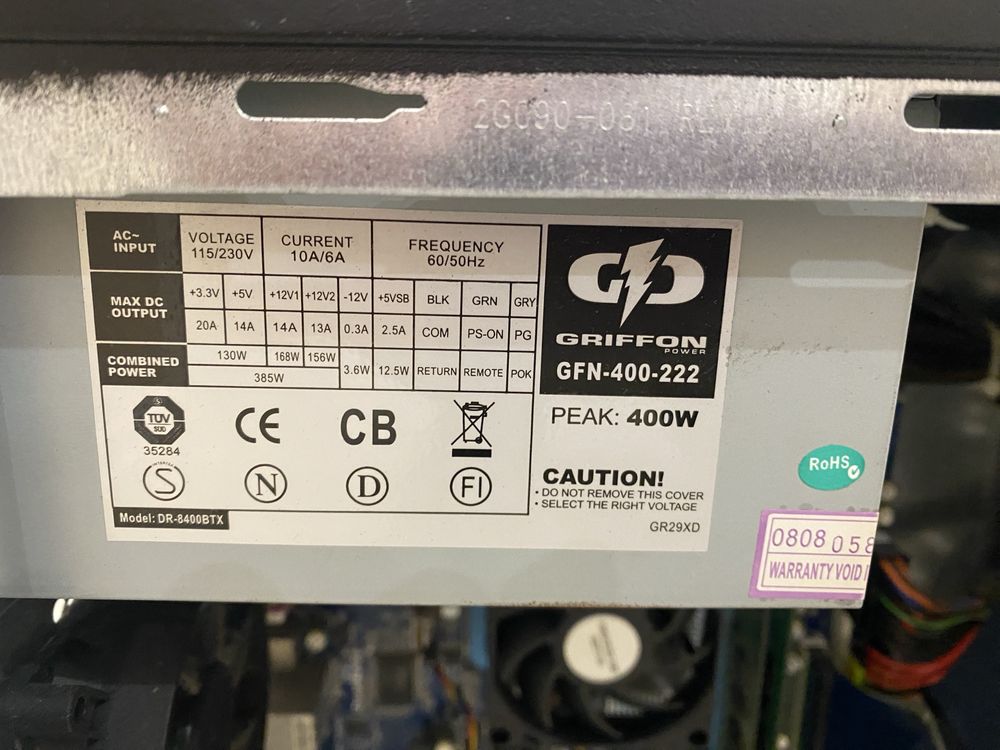 2GC90-061 REV
AC~ INPUT
VOLTAGE 115/230V
CURRENT 10A/6A
FREQUENCY 60/50Hz
MAX DC OUTPUT
+3.3V +5V +12V1 +12V2 -12V +5VSB BLK GRN GRY
20A 14A 14A 13A 0.3A 2.5A COM PS-ON PG
COMBINED POWER
130W 168W 156W 3.6W 12.5W RETURN REMOTE POK
385W
TÜV
SÜD
35284
CE CB
S N D FI
Model: DR-8400BTX
GRIFFON
POWER
GFN-400-222
PEAK: 400W
CAUTION!
• DO NOT REMOVE THIS COVER
• SELECT THE RIGHT VOLTAGE
GR29XD
RoHS
0808 058
WARRANTY VOID